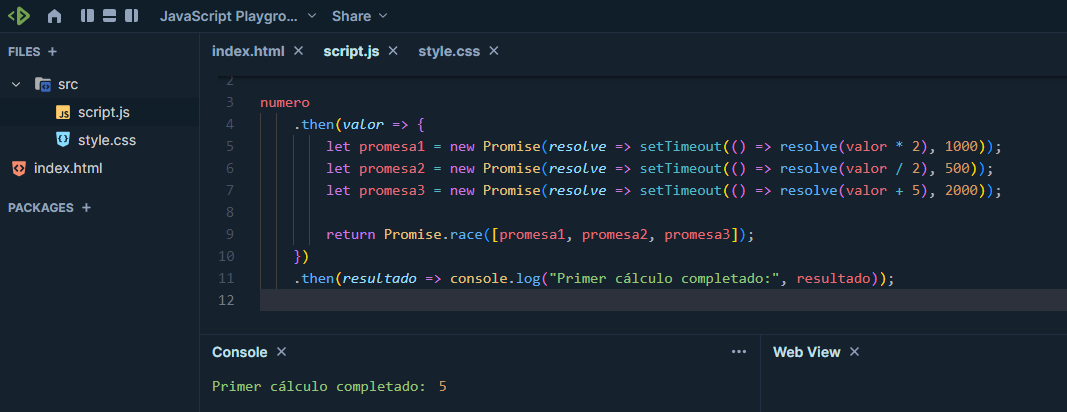 JavaScript Playgro... Share
FILES +
src
script.js
style.css
index.html
PACKAGES +
index.html × script.js × style.css ×
2
3 numero
4 .then(valor => {
5 let promesa1 = new Promise(resolve => setTimeout(() => resolve(valor * 2), 1000));
6 let promesa2 = new Promise(resolve => setTimeout(() => resolve(valor / 2), 500));
7 let promesa3 = new Promise(resolve => setTimeout(() => resolve(valor + 5), 2000));
8
9 return Promise.race([promesa1, promesa2, promesa3]);
10 })
11 .then(resultado => console.log("Primer cálculo completado:", resultado));
12
Console × ...
Primer cálculo completado: 5
Web View ×